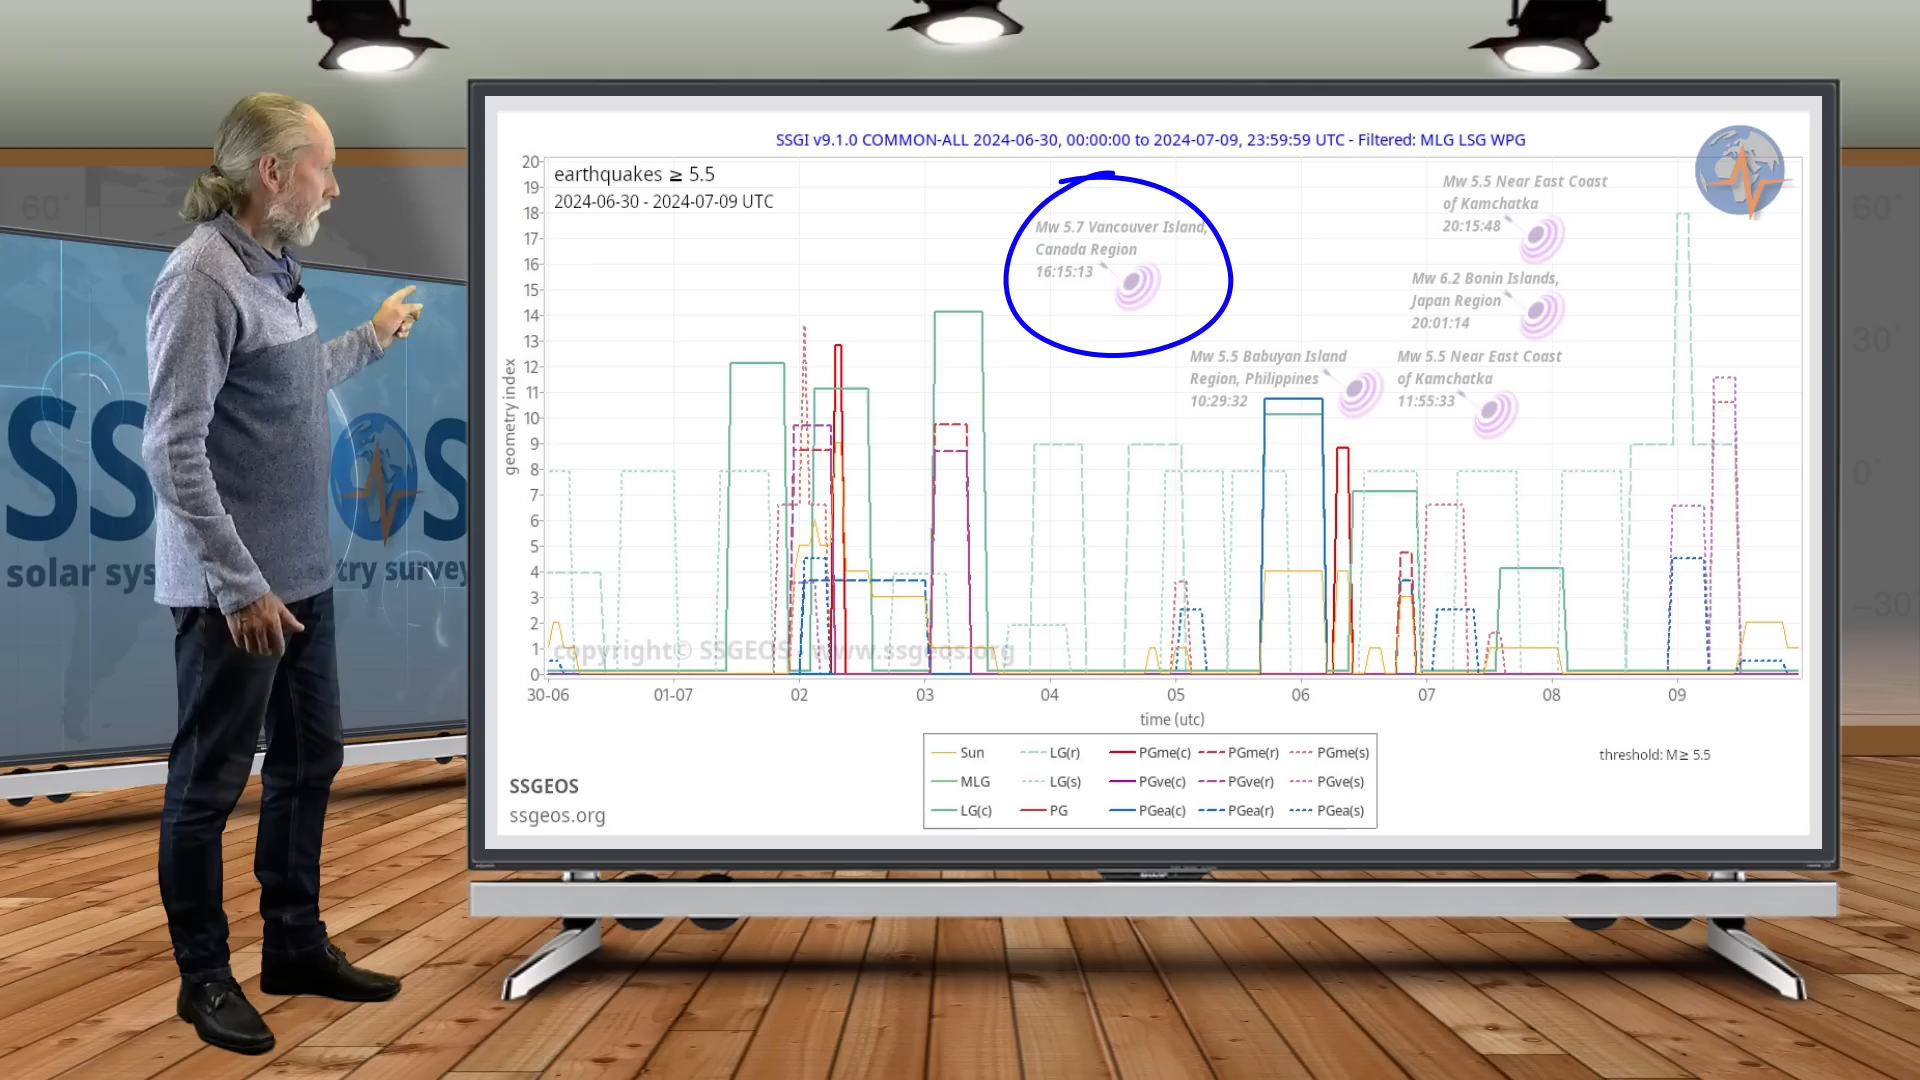 SSGI v9.1.0 COMMON-ALL 2024-06-30, 00:00:00 to 2024-07-09, 23:59:59 UTC - Filtered: MLG LSG WPG
earthquakes ≥ 5.5
2024-06-30 - 2024-07-09 UTC
Mw 5.7 Vancouver Island,
Canada Region
16:15:13
Mw 5.5 Near East Coast
of Kamchatka
20:15:48
Mw 6.2 Bonin Islands,
Japan Region
20:01:14
Mw 5.5 Babuyan Island
Region, Philippines
10:29:32
Mw 5.5 Near East Coast
of Kamchatka
11:55:33
geometry index
20
19
18
17
16
15
14
13
12
11
10
9
8
7
6
5
4
3
2
1
0
copyright© SSGEOS www.ssgeos.org
30-06 01-07 02 03 04 05 06 07 08 09
time (utc)
Sun LG(r) PGme(c) PGme(r) PGme(s)
MLG LG(s) PGve(c) PGve(r) PGve(s)
LG(c) PG PGea(c) PGea(r) PGea(s)
threshold: M≥ 5.5
SSGEOS
ssgeos.org
60°
SS OS
solar sys try survey
60°
30°
0°
-30°